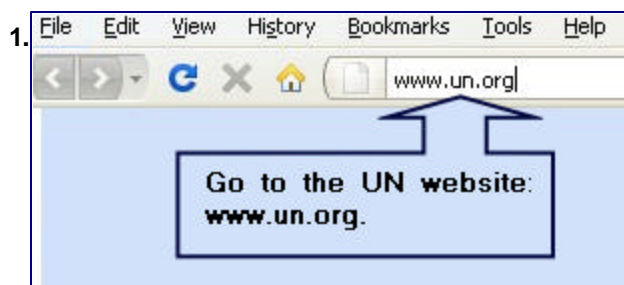 1. File Edit View History Bookmarks Tools Help
www.un.org
Go to the UN website:
www.un.org.